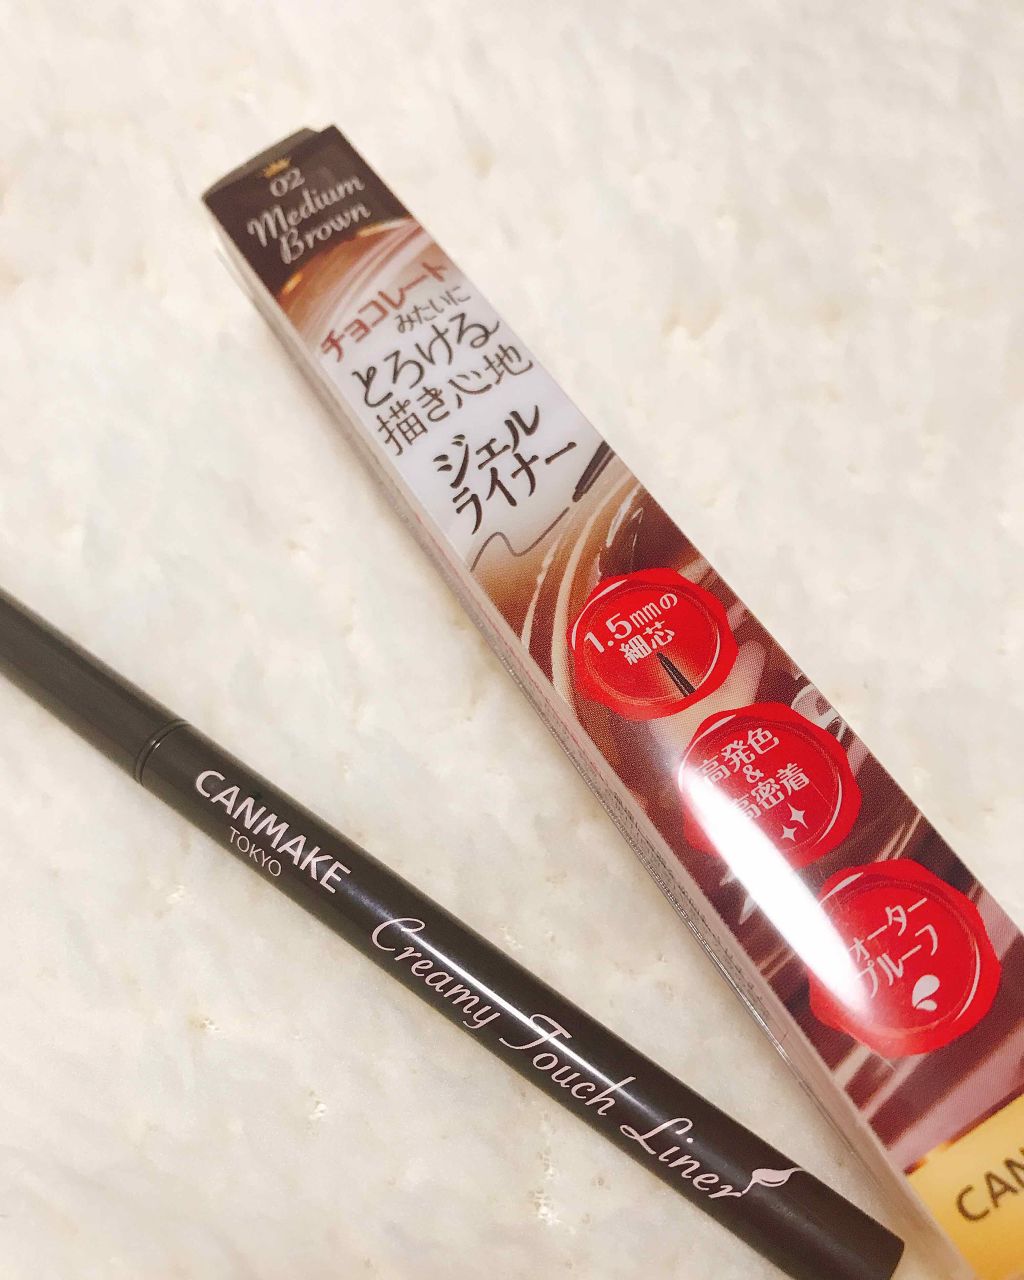 02
Medium
Brown
チョコレート
みたいに
とろける
描き心地
ジェル
ライナー
1.5mmの
細芯
高発色
&
高密着
ウォーター
プルーフ
CANMAKE
TOKYO
Creamy Touch Liner
CAN